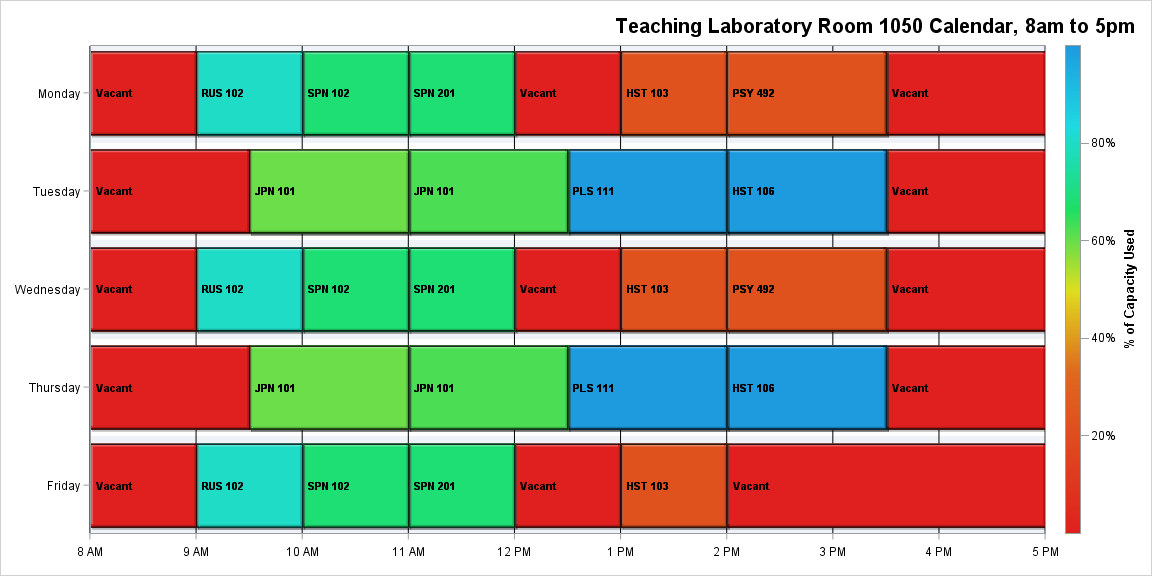 Teaching Laboratory Room 1050 Calendar, 8am to 5pm
Monday
Vacant
RUS 102
SPN 102
SPN 201
Vacant
HST 103
PSY 492
Vacant
Tuesday
Vacant
JPN 101
JPN 101
PLS 111
HST 106
Vacant
Wednesday
Vacant
RUS 102
SPN 102
SPN 201
Vacant
HST 103
PSY 492
Vacant
Thursday
Vacant
JPN 101
JPN 101
PLS 111
HST 106
Vacant
Friday
Vacant
RUS 102
SPN 102
SPN 201
Vacant
HST 103
Vacant
8 AM
9 AM
10 AM
11 AM
12 PM
1 PM
2 PM
3 PM
4 PM
5 PM
80%
60%
40%
20%
% of Capacity Used